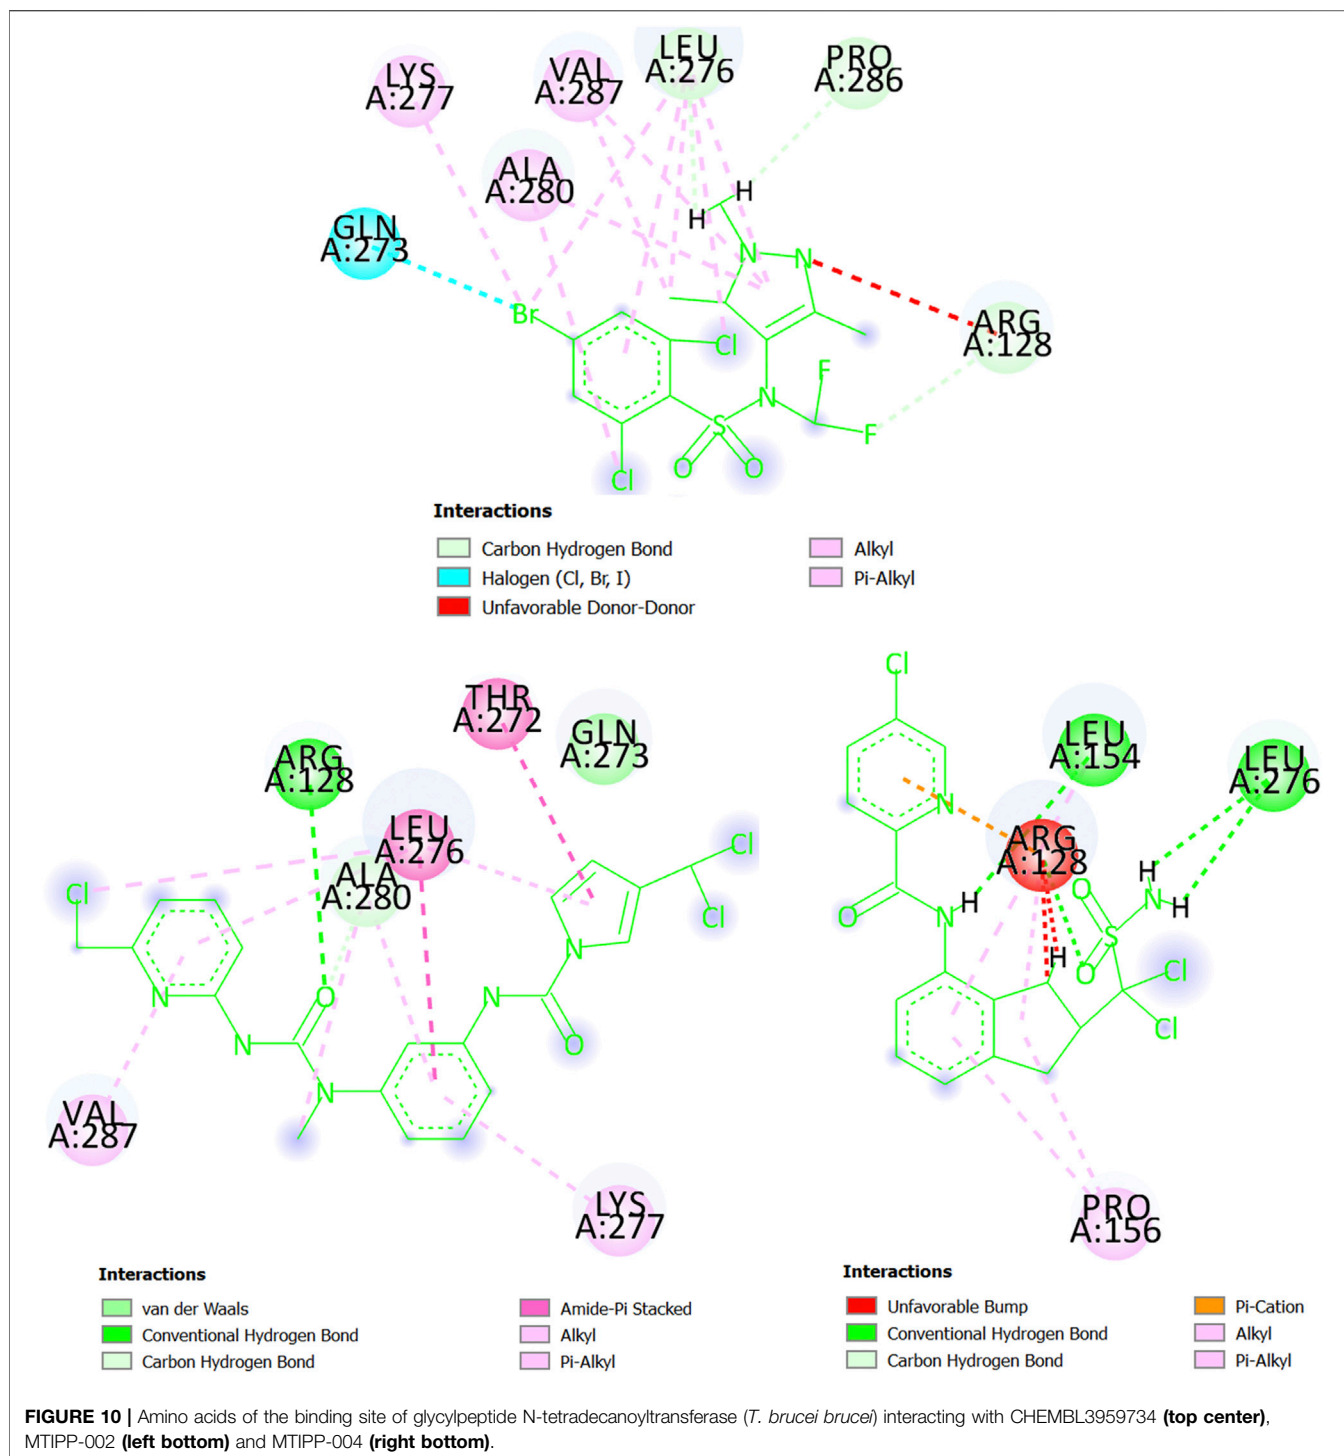 LYS
A:277
VAL
A:287
LEU
A:276
PRO
A:286
ALA
A:280
GLN
A:273
H
H
N
N
ARG
A:128
Br
Cl
F
N
F
S
O
O
Cl
Interactions
Carbon Hydrogen Bond
Alkyl
Halogen (Cl, Br, I)
Pi-Alkyl
Unfavorable Donor-Donor
THR
A:272
GLN
A:273
ARG
A:128
LEU
A:276
ALA
A:280
Cl
Cl
Cl
N
N
O
N
N
O
N
VAL
A:287
LYS
A:277
Interactions
van der Waals
Amide-Pi Stacked
Conventional Hydrogen Bond
Alkyl
Carbon Hydrogen Bond
Pi-Alkyl
Cl
LEU
A:154
LEU
A:276
N
ARG
A:128
H
O
N
H
H
O
N
H
S
H
O
Cl
Cl
PRO
A:156
Interactions
Unfavorable Bump
Pi-Cation
Conventional Hydrogen Bond
Alkyl
Carbon Hydrogen Bond
Pi-Alkyl
FIGURE 10 | Amino acids of the binding site of glycylpeptide N-tetradecanoyltransferase (T. brucei brucei) interacting with CHEMBL3959734 (top center),
MTIPP-002 (left bottom) and MTIPP-004 (right bottom).